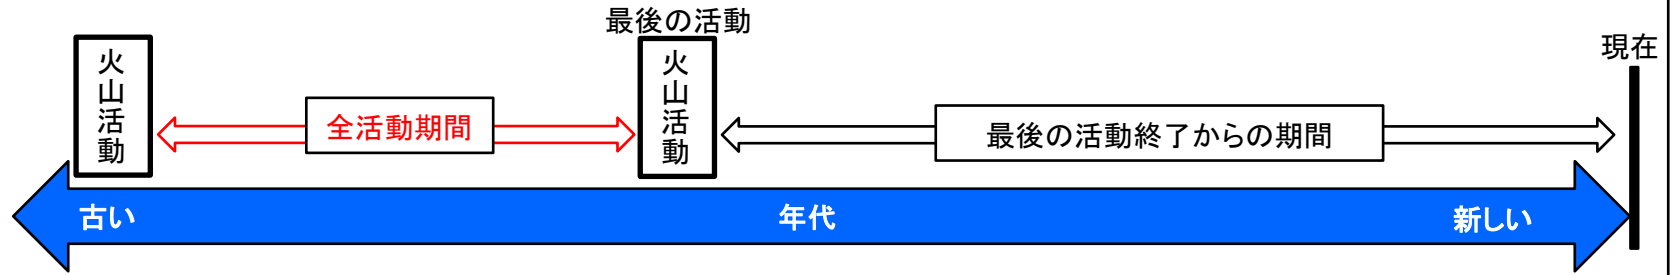 最後の活動
現在
火山活動
全活動期間
火山活動
最後の活動終了からの期間
古い
年代
新しい